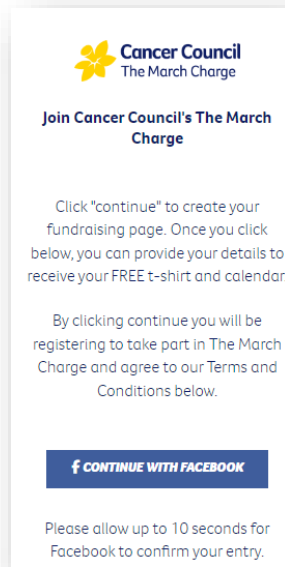 Cancer Council
The March Charge
Join Cancer Council's The March
Charge
Click "continue" to create your
fundraising page. Once you click
below, you can provide your details to
receive your FREE t-shirt and calendar.
By clicking continue you will be
registering to take part in The March
Charge and agree to our Terms and
Conditions below.
f CONTINUE WITH FACEBOOK
Please allow up to 10 seconds for
Facebook to confirm your entry.